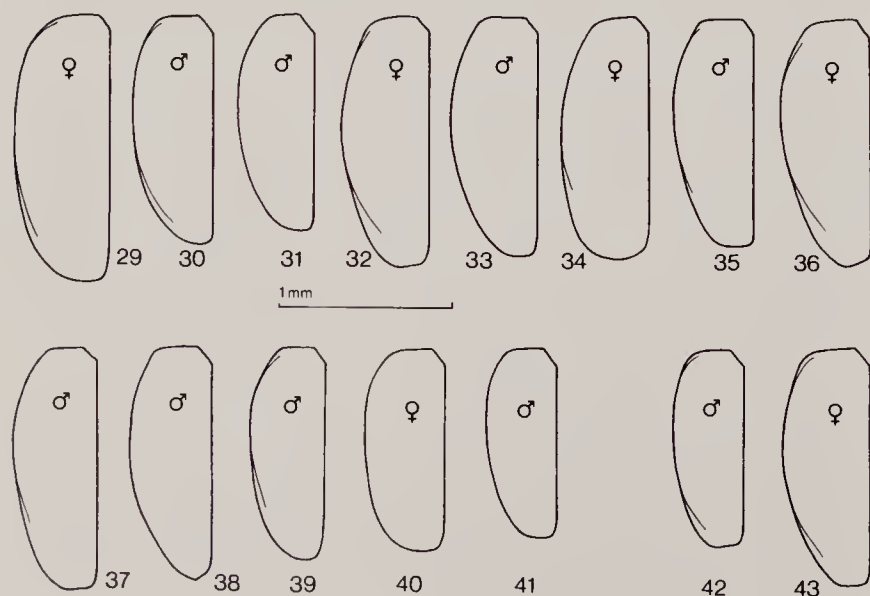 ♀ ♂ ♂ ♀ ♂ ♀ ♂ ♀
29 30 31 32 33 34 35 36
1mm
♂ ♂ ♂ ♀ ♂ ♂ ♀
37 38 39 40 41 42 43